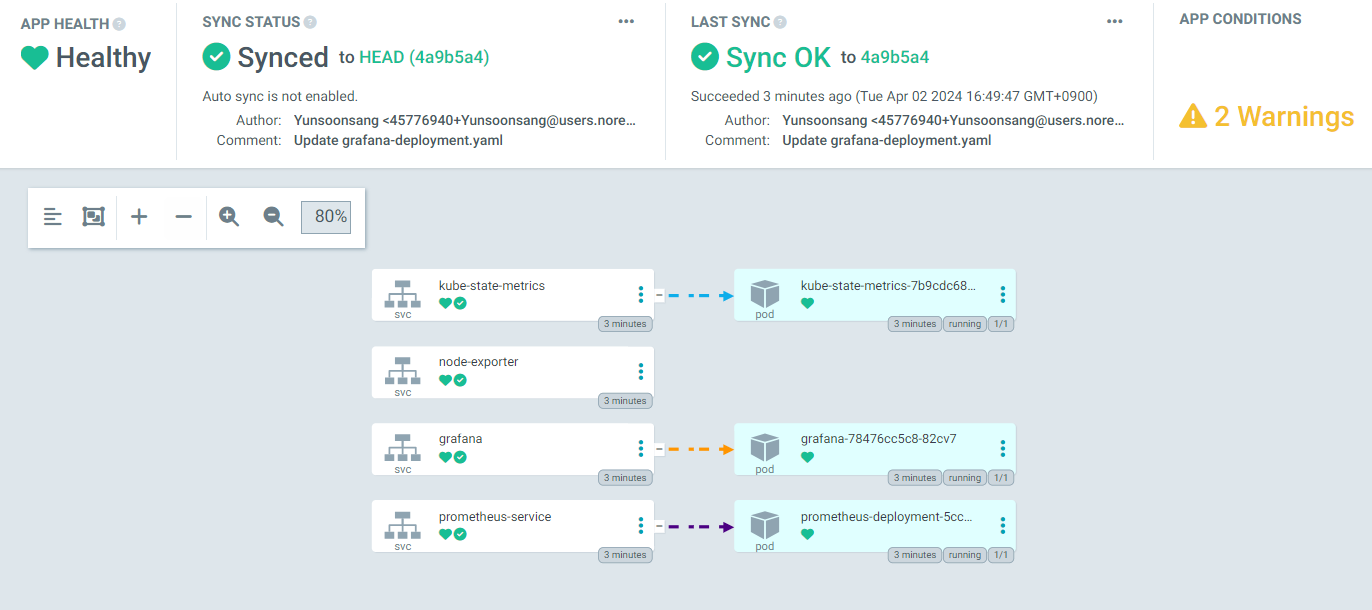 APP HEALTH
Healthy
SYNC STATUS
Synced to HEAD (4a9b5a4)
Auto sync is not enabled.
Author: Yunsoonsang <45776940+Yunsoonsang@users.nore...
Comment: Update grafana-deployment.yaml
LAST SYNC
Sync OK to 4a9b5a4
Succeeded 3 minutes ago (Tue Apr 02 2024 16:49:47 GMT+0900)
Author: Yunsoonsang <45776940+Yunsoonsang@users.nore...
Comment: Update grafana-deployment.yaml
APP CONDITIONS
2 Warnings
80%
kube-state-metrics
svc
3 minutes
kube-state-metrics-7b9cdc68...
pod
3 minutes running 1/1
node-exporter
svc
3 minutes
grafana
svc
3 minutes
grafana-78476cc5c8-82cv7
pod
3 minutes running 1/1
prometheus-service
svc
3 minutes
prometheus-deployment-5cc...
pod
3 minutes running 1/1